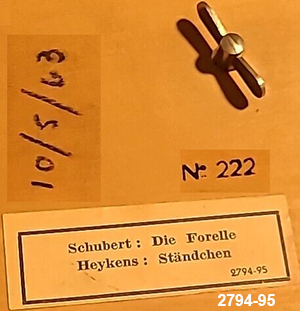 10/5/63
Nº 222
Schubert: Die Forelle
Heykens: Ständchen
2794-95
2794-95